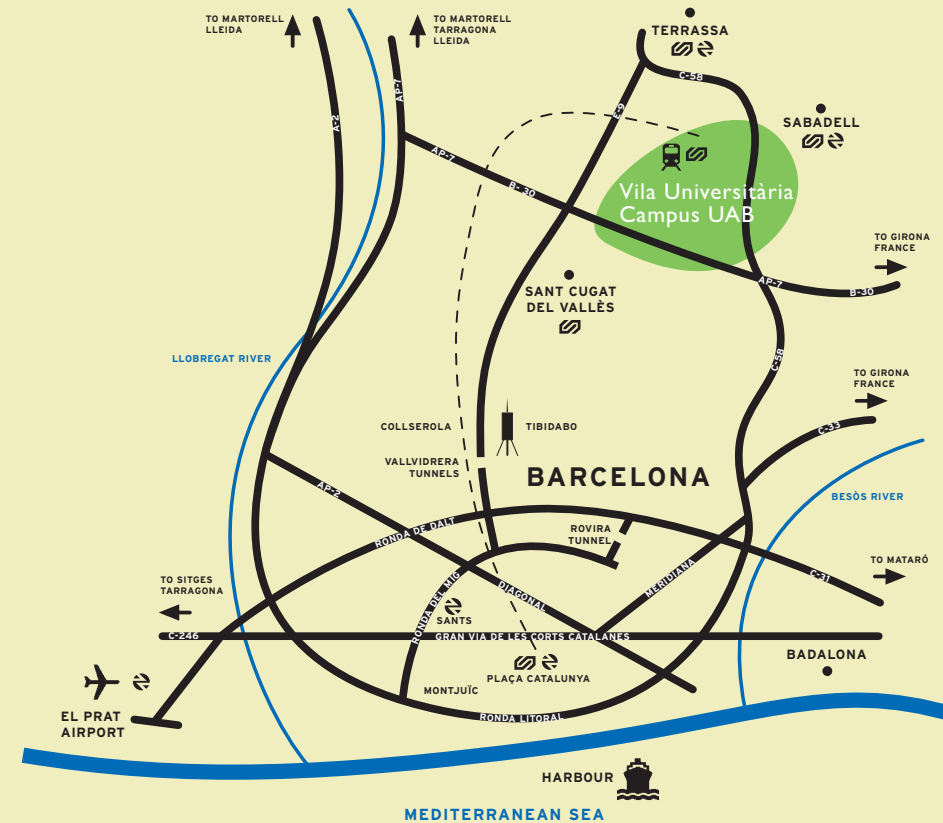 TO MARTORELL
LLEIDA
TO MARTORELL
TARRAGONA
LLEIDA
TERRASSA
C-58
AP-7
A-2
E-9
SABADELL
AP-7
B-30
Vila Universitària
Campus UAB
TO GIRONA
FRANCE
AP-7
B-30
SANT CUGAT
DEL VALLÈS
LLOBREGAT RIVER
C-58
TO GIRONA
FRANCE
COLLSEROLA
TIBIDABO
C-33
VALLVIDRERA
TUNNELS
BARCELONA
AP-2
BESÒS RIVER
RONDA DE DALT
ROVIRA
TUNNEL
TO MATARÓ
C-31
TO SITGES
TARRAGONA
RONDA DEL MIG
DIAGONAL
MERIDIANA
SANTS
C-246
GRAN VIA DE LES CORTS CATALANES
BADALONA
PLAÇA CATALUNYA
MONTJUÏC
EL PRAT
AIRPORT
RONDA LITORAL
HARBOUR
MEDITERRANEAN SEA